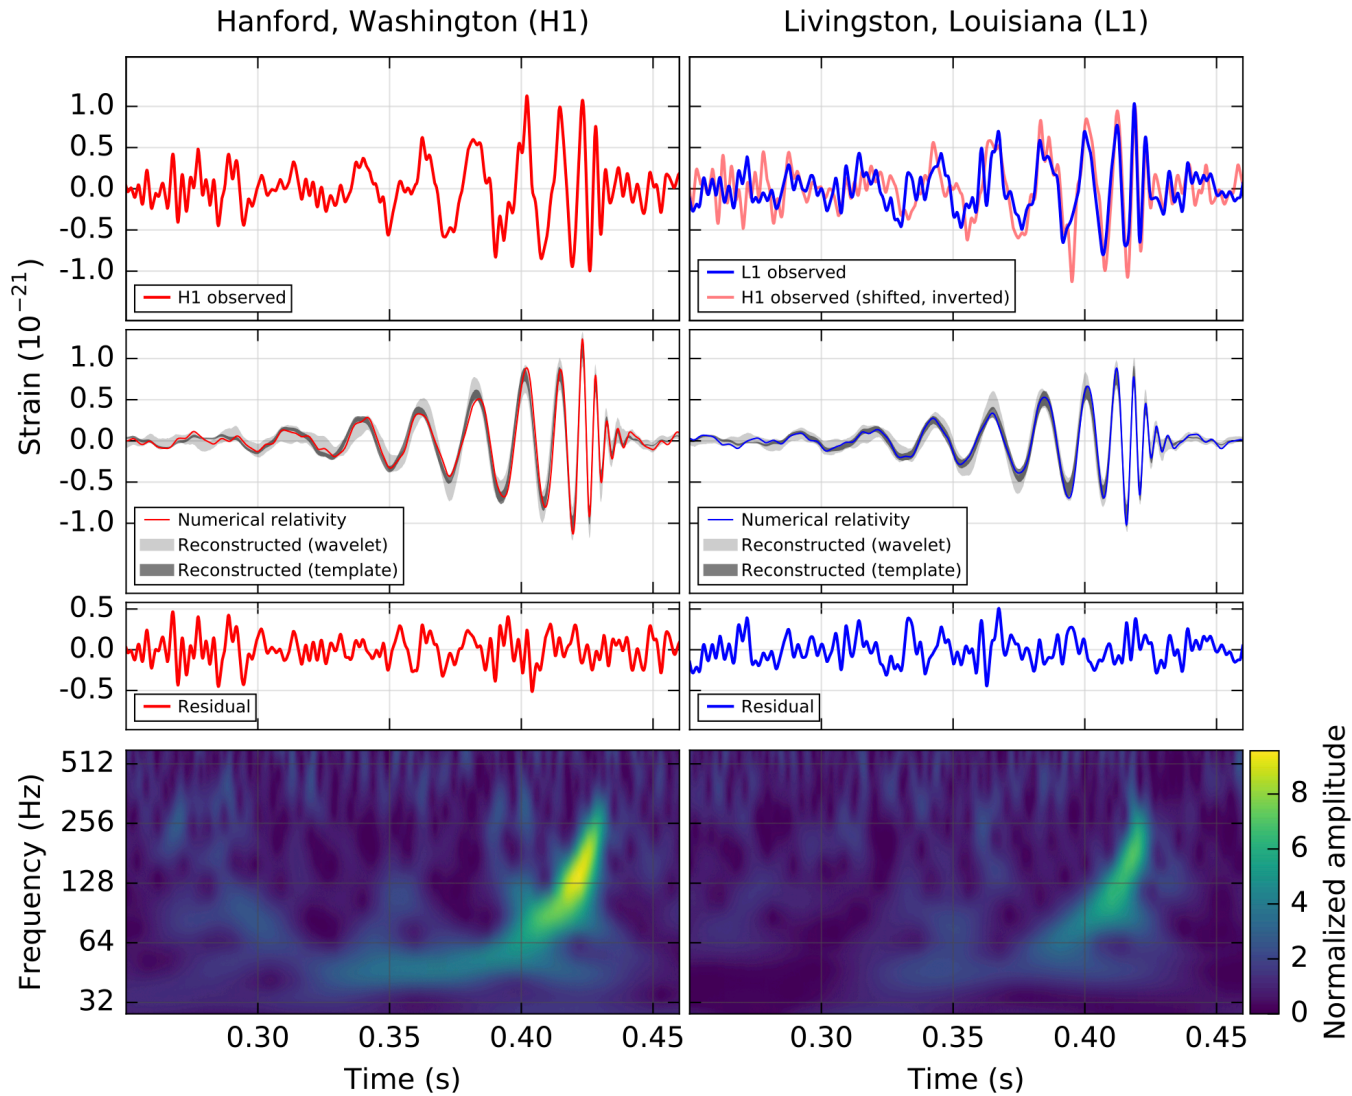 Hanford, Washington (H1)
Livingston, Louisiana (L1)
Strain (10⁻²¹)
1.0
0.5
0.0
-0.5
-1.0
H1 observed
L1 observed
H1 observed (shifted, inverted)
1.0
0.5
0.0
-0.5
-1.0
Numerical relativity
Reconstructed (wavelet)
Reconstructed (template)
Numerical relativity
Reconstructed (wavelet)
Reconstructed (template)
0.5
0.0
-0.5
Residual
Residual
Frequency (Hz)
512
256
128
64
32
Normalized amplitude
8
6
4
2
0
0.30 0.35 0.40 0.45
0.30 0.35 0.40 0.45
Time (s)
Time (s)